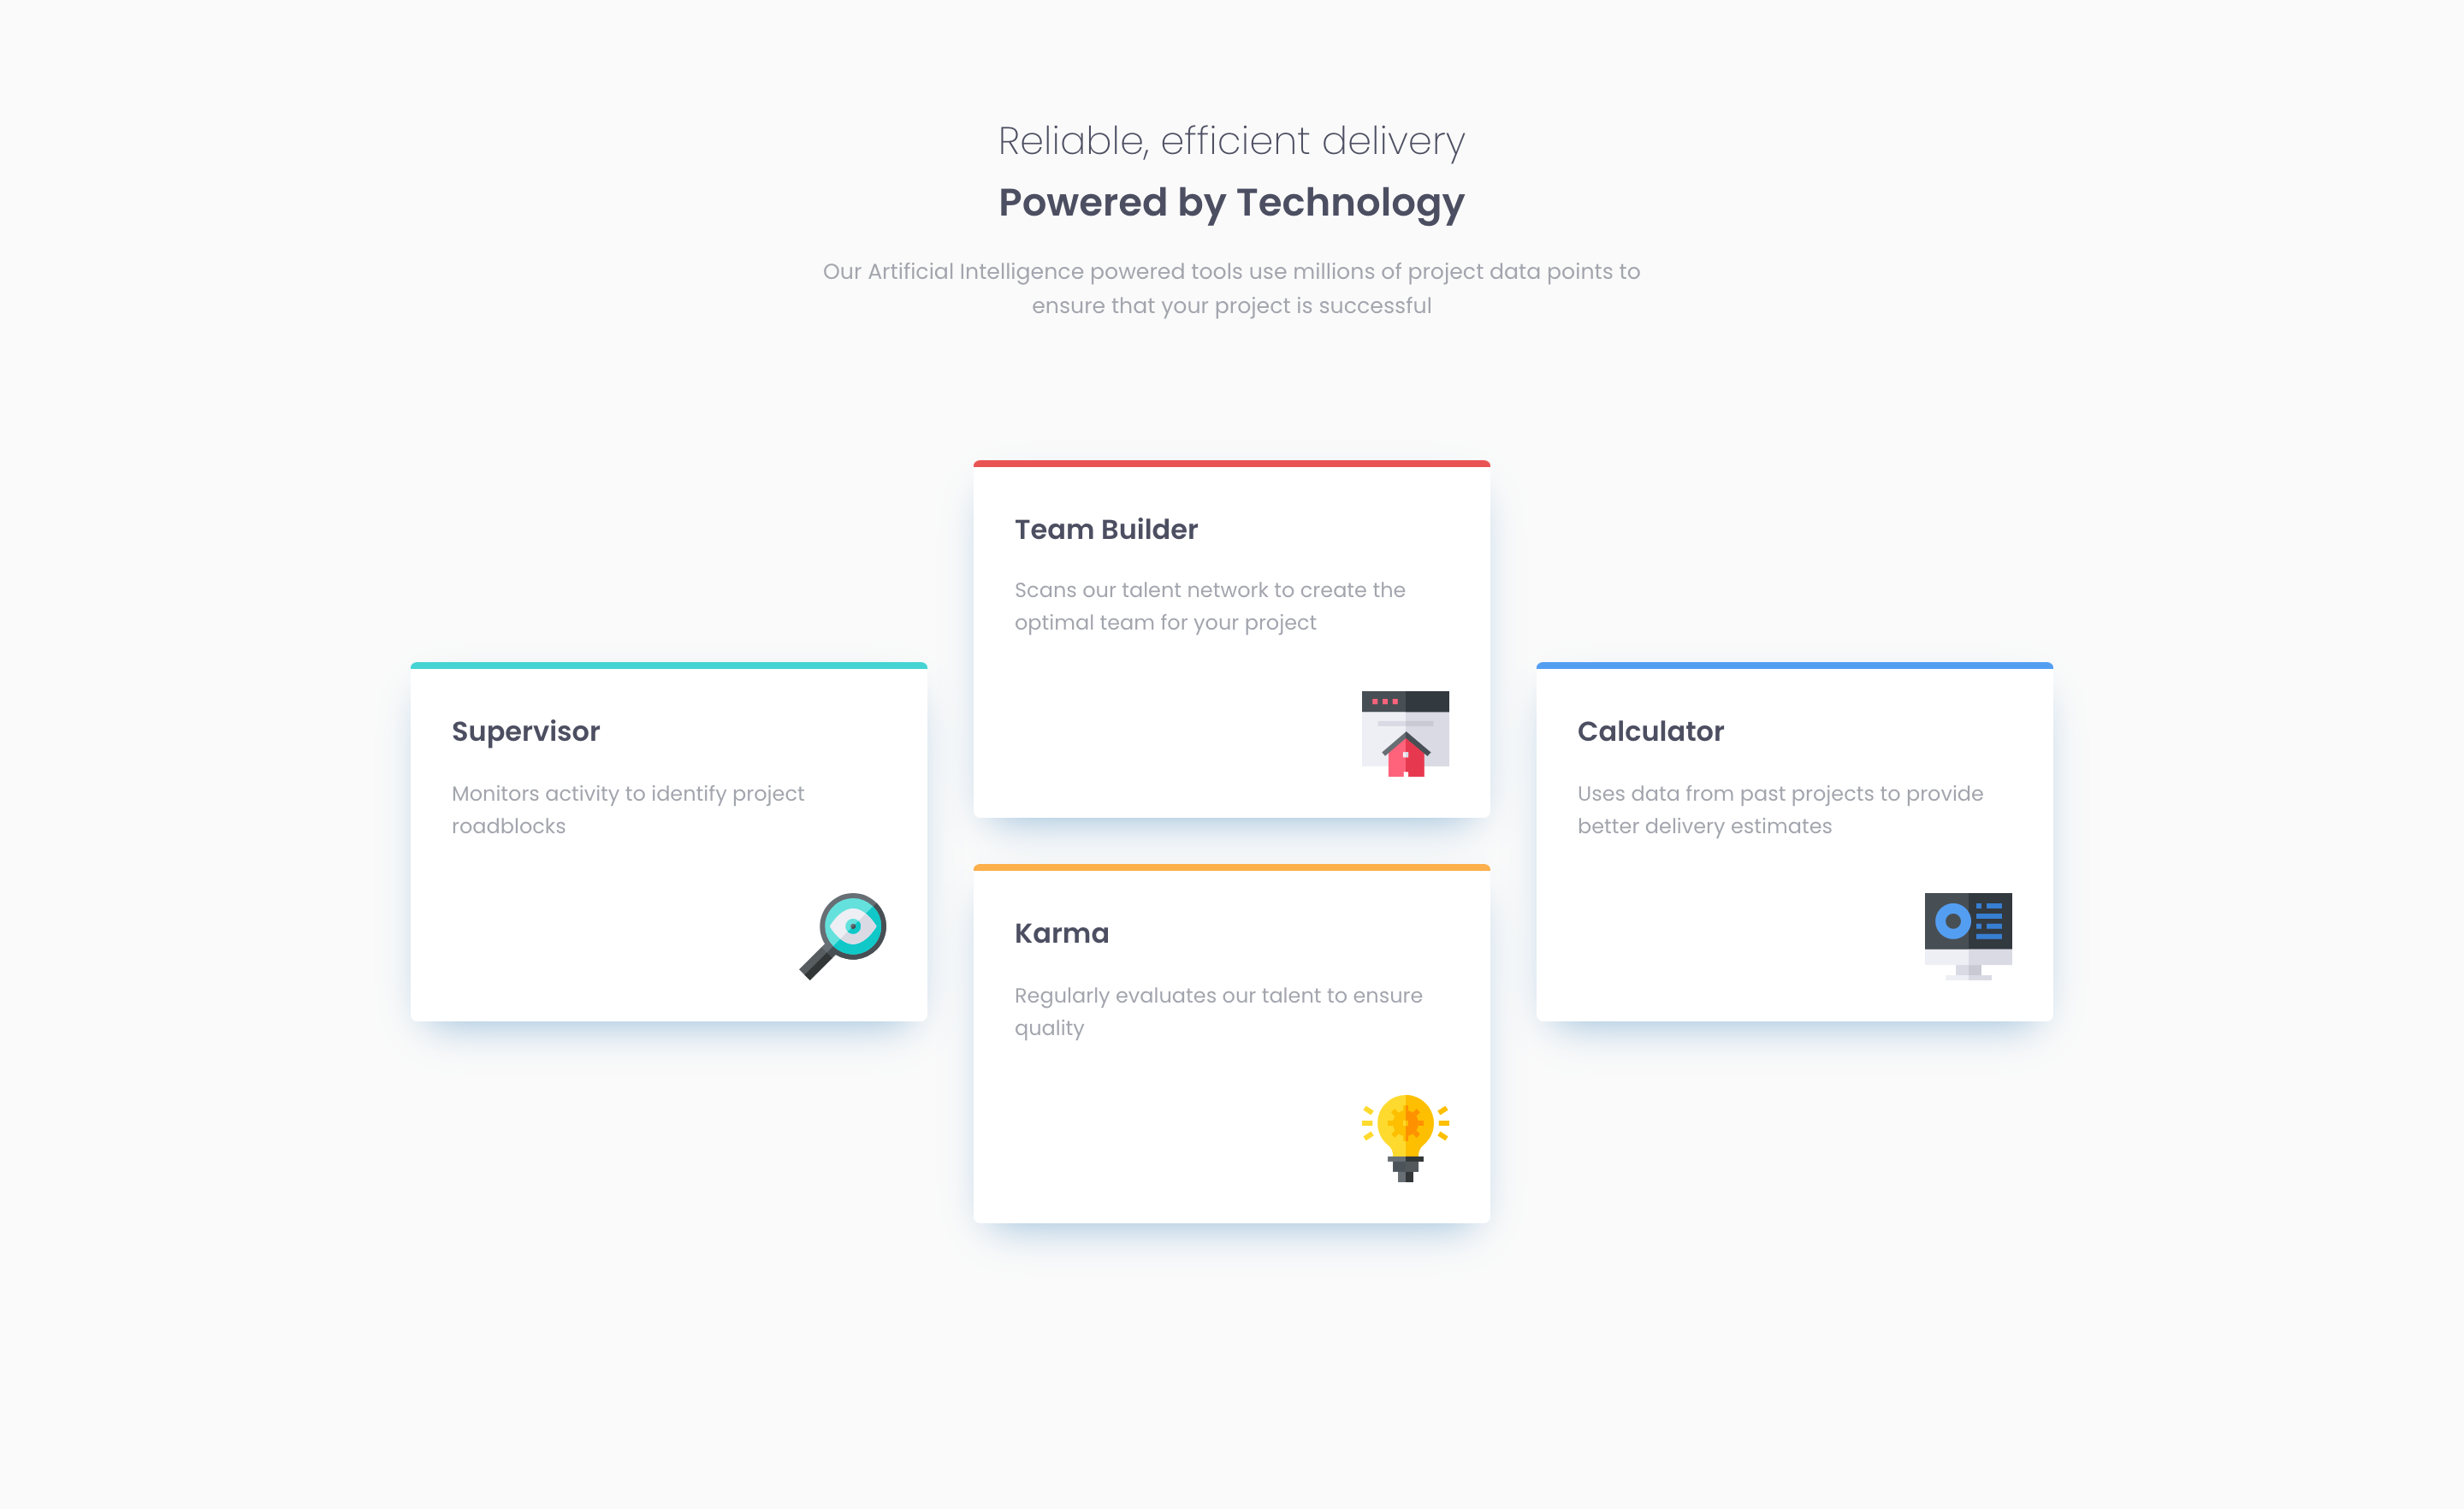 Reliable, efficient delivery
Powered by Technology
Our Artificial Intelligence powered tools use millions of project data points to
ensure that your project is successful
Team Builder
Scans our talent network to create the
optimal team for your project
Supervisor
Monitors activity to identify project
roadblocks
Calculator
Uses data from past projects to provide
better delivery estimates
Karma
Regularly evaluates our talent to ensure
quality